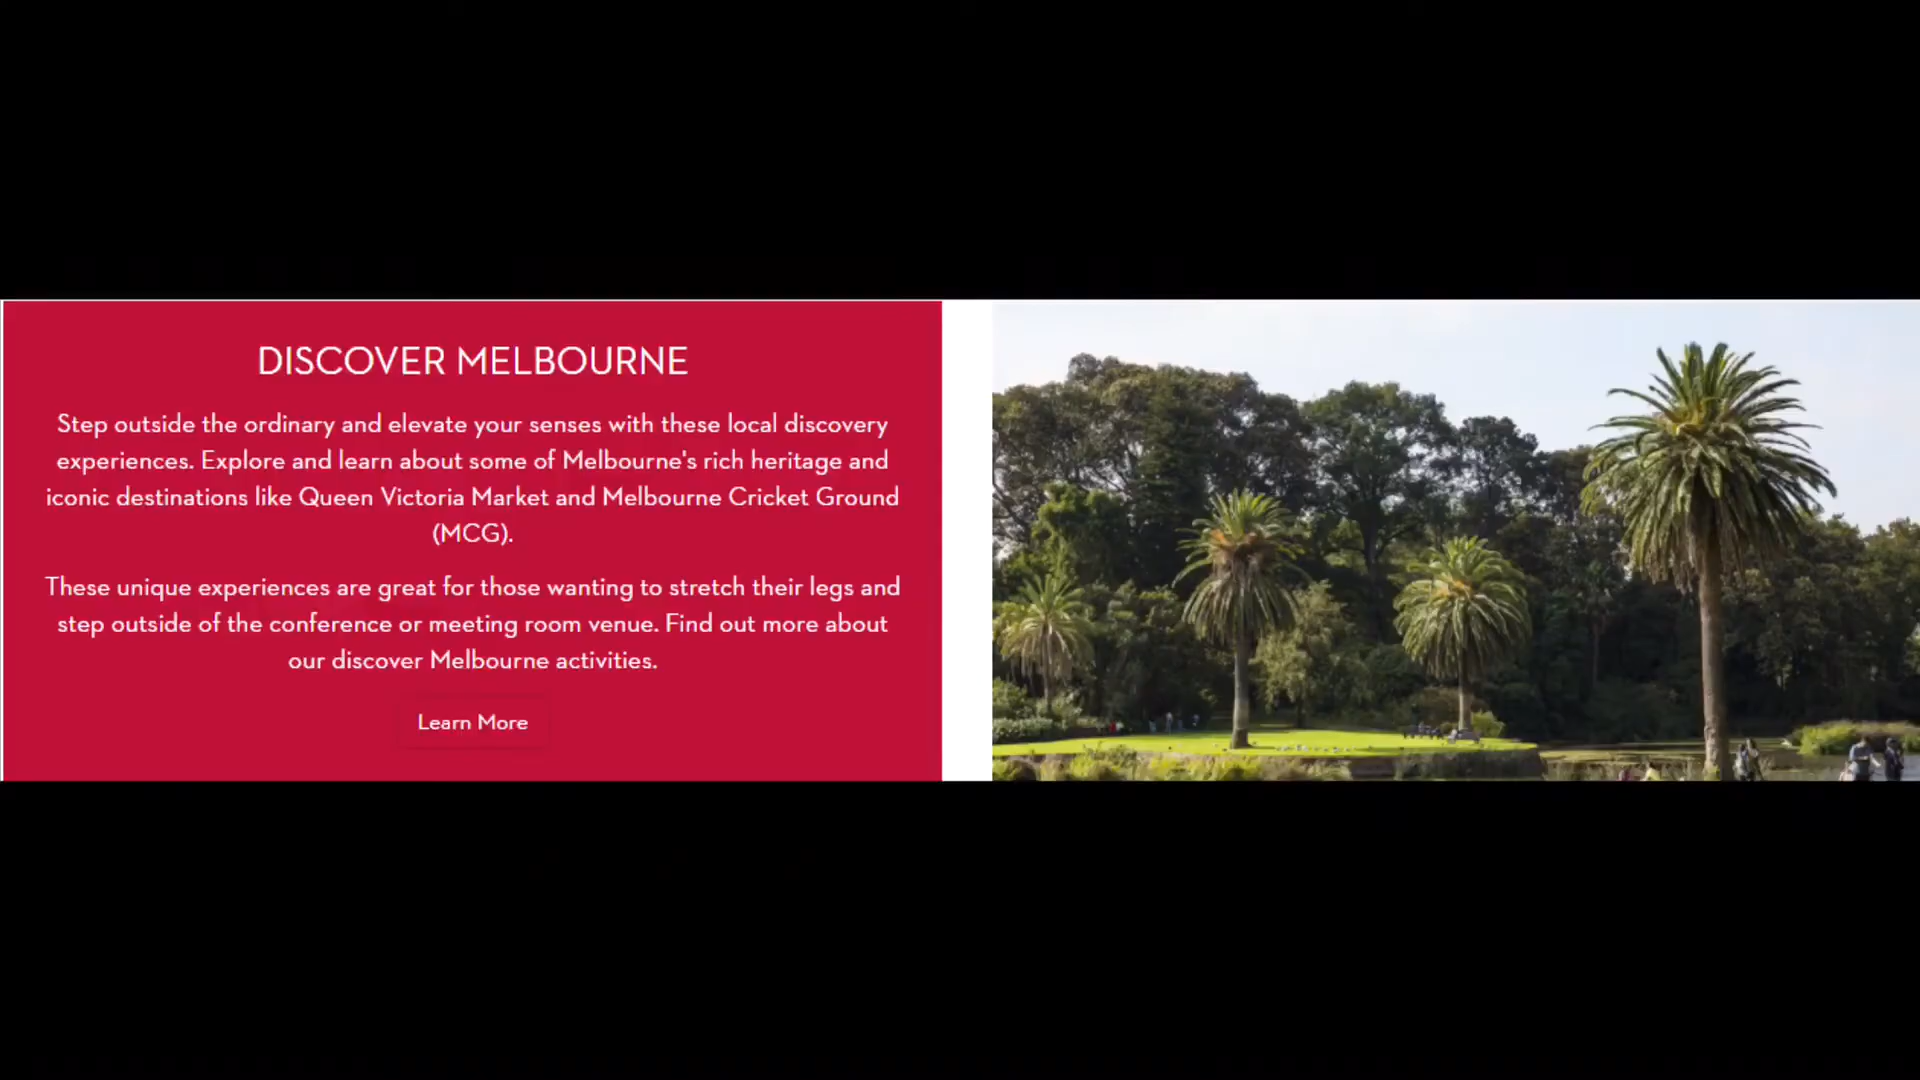 DISCOVER MELBOURNE
Step outside the ordinary and elevate your senses with these local discovery
experiences. Explore and learn about some of Melbourne's rich heritage and
iconic destinations like Queen Victoria Market and Melbourne Cricket Ground
(MCG).
These unique experiences are great for those wanting to stretch their legs and
step outside of the conference or meeting room venue. Find out more about
our discover Melbourne activities.
Learn More